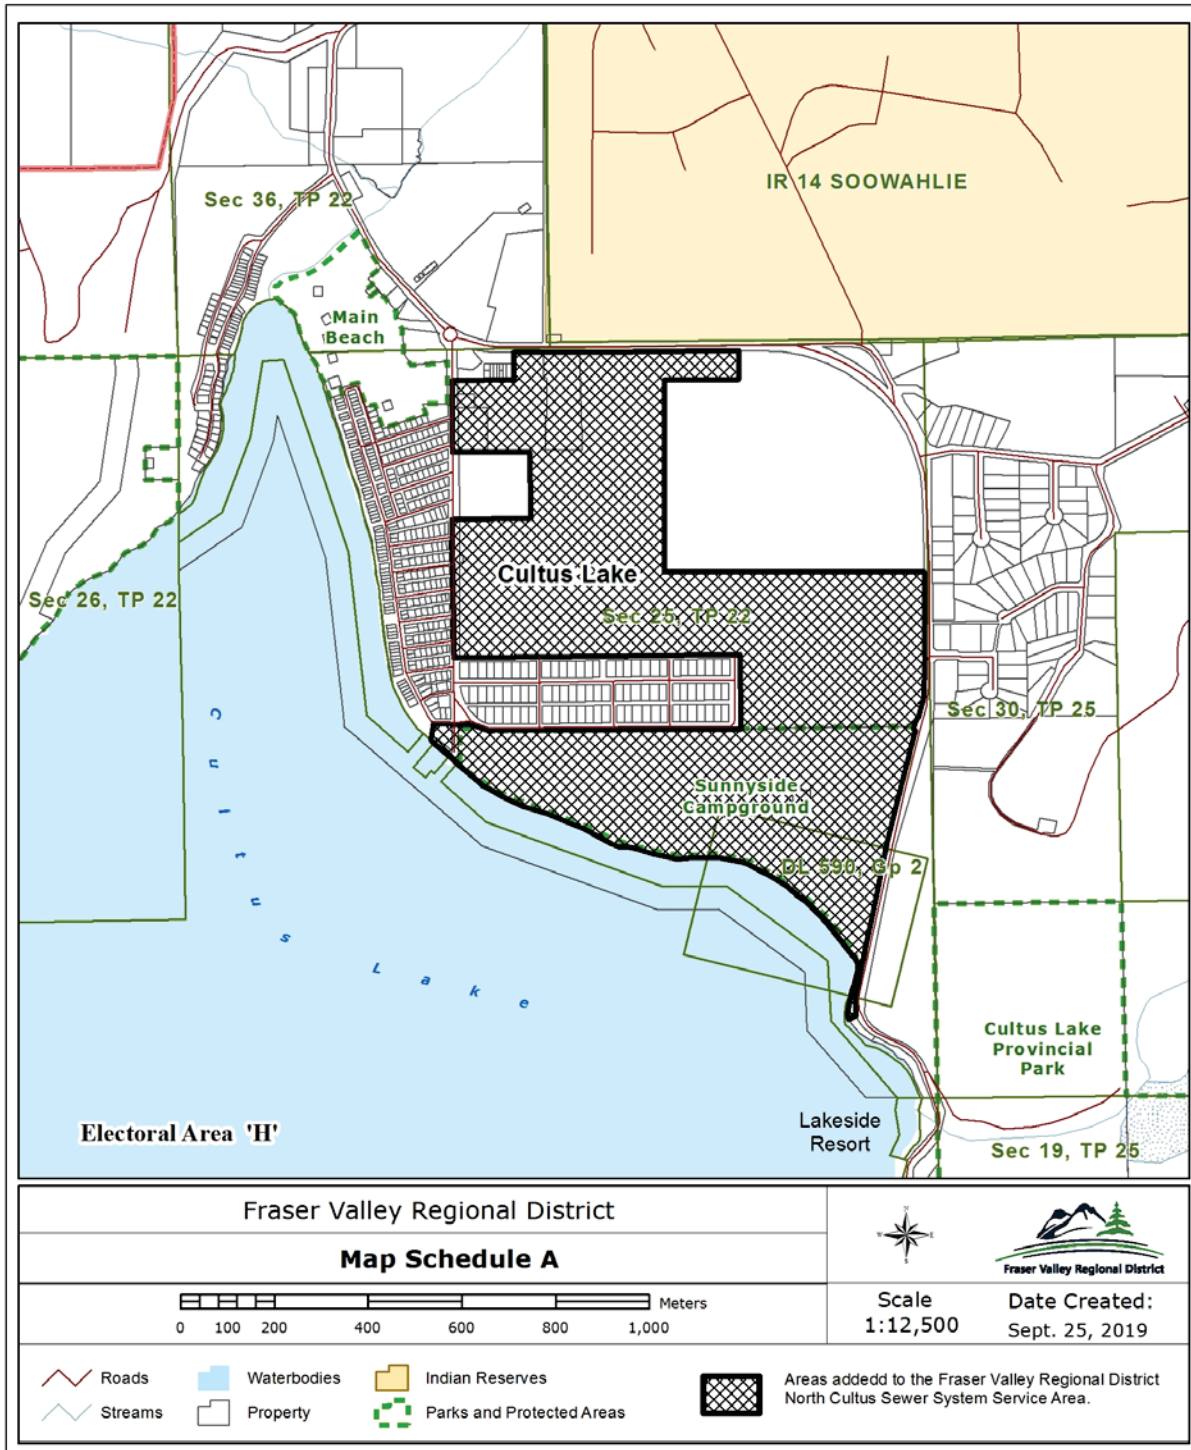 IR 14 SOOWAHLIE
Sec 36, TP 22
Main
Beach
Cultus Lake
Sec 26, TP 22
Sec 25, TP 22
Sec 30, TP 25
Sunnyside
Campground
DL 590, Gp 2
Cultus Lake
Cultus Lake
Provincial
Park
Lakeside
Resort
Electoral Area 'H'
Sec 19, TP 25
Fraser Valley Regional District
Map Schedule A
0 100 200 400 600 800 1,000
Meters
N
W E
S
Fraser Valley Regional District
Scale
1:12,500
Date Created:
Sept. 25, 2019
Roads
Waterbodies
Indian Reserves
Streams
Property
Parks and Protected Areas
Areas addedd to the Fraser Valley Regional District
North Cultus Sewer System Service Area.